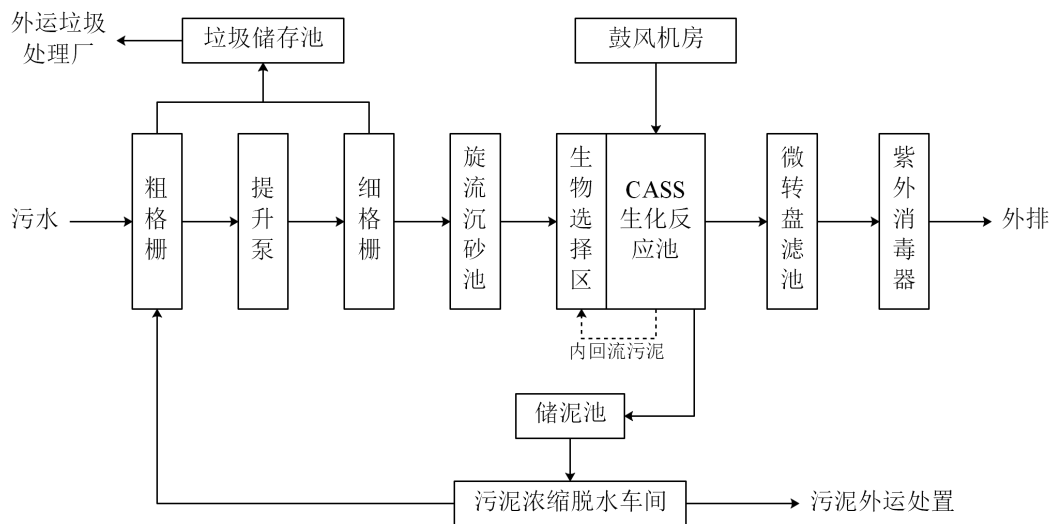 外运垃圾
处理厂
垃圾储存池
鼓风机房
污水
粗格栅
提升泵
细格栅
旋流沉砂池
生物选择区
CASS
生化反
应池
微转盘滤池
紫外消毒器
外排
内回流污泥
储泥池
污泥浓缩脱水车间
污泥外运处置